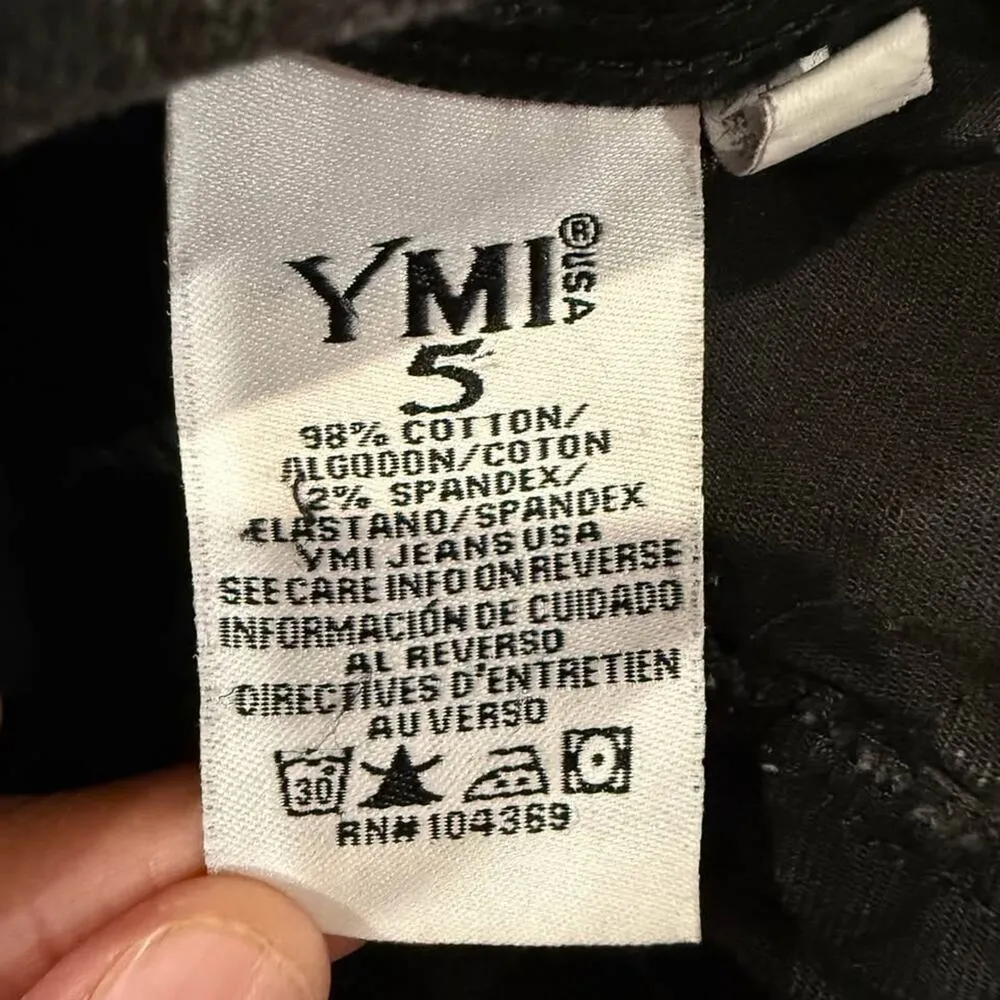 YMI®USA
5
98% COTTON/
ALGODON/COTON
2% SPANDEX/
ELASTANO/SPANDEX
YMI JEANS USA
SEE CARE INFO ON REVERSE
INFORMACIÓN DE CUIDADO
AL REVERSO
DIRECTIVES D'ENTRETIEN
AU VERSO
30°
RN# 104369